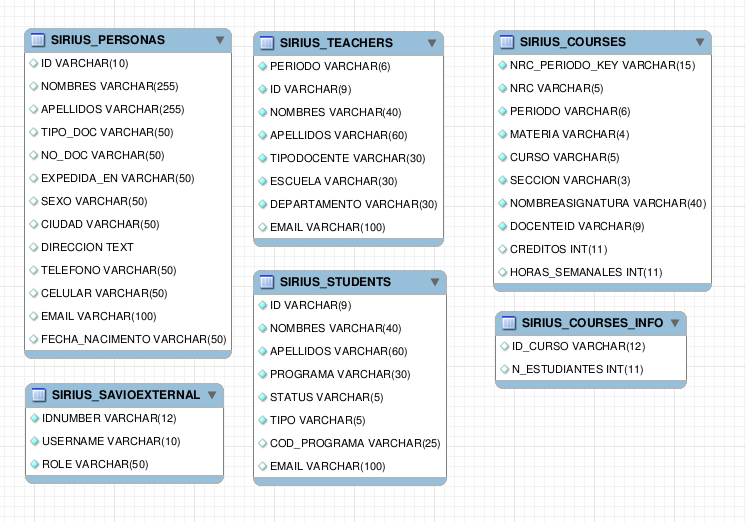 SIRIUS_PERSONAS
ID VARCHAR(10)
NOMBRES VARCHAR(255)
APELLIDOS VARCHAR(255)
TIPO_DOC VARCHAR(50)
NO_DOC VARCHAR(50)
EXPEDIDA_EN VARCHAR(50)
SEXO VARCHAR(50)
CIUDAD VARCHAR(50)
DIRECCION TEXT
TELEFONO VARCHAR(50)
CELULAR VARCHAR(50)
EMAIL VARCHAR(100)
FECHA_NACIMENTO VARCHAR(50)
SIRIUS_SAVIOEXTERNAL
IDNUMBER VARCHAR(12)
USERNAME VARCHAR(10)
ROLE VARCHAR(50)
SIRIUS_TEACHERS
PERIODO VARCHAR(6)
ID VARCHAR(9)
NOMBRES VARCHAR(40)
APELLIDOS VARCHAR(60)
TIPODOCENTE VARCHAR(30)
ESCUELA VARCHAR(30)
DEPARTAMENTO VARCHAR(30)
EMAIL VARCHAR(100)
SIRIUS_STUDENTS
ID VARCHAR(9)
NOMBRES VARCHAR(40)
APELLIDOS VARCHAR(60)
PROGRAMA VARCHAR(30)
STATUS VARCHAR(5)
TIPO VARCHAR(5)
COD_PROGRAMA VARCHAR(25)
EMAIL VARCHAR(100)
SIRIUS_COURSES
NRC_PERIODO_KEY VARCHAR(15)
NRC VARCHAR(5)
PERIODO VARCHAR(6)
MATERIA VARCHAR(4)
CURSO VARCHAR(5)
SECCION VARCHAR(3)
NOMBREASIGNATURA VARCHAR(40)
DOCENTEID VARCHAR(9)
CREDITOS INT(11)
HORAS_SEMANALES INT(11)
SIRIUS_COURSES_INFO
ID_CURSO VARCHAR(12)
N_ESTUDIANTES INT(11)